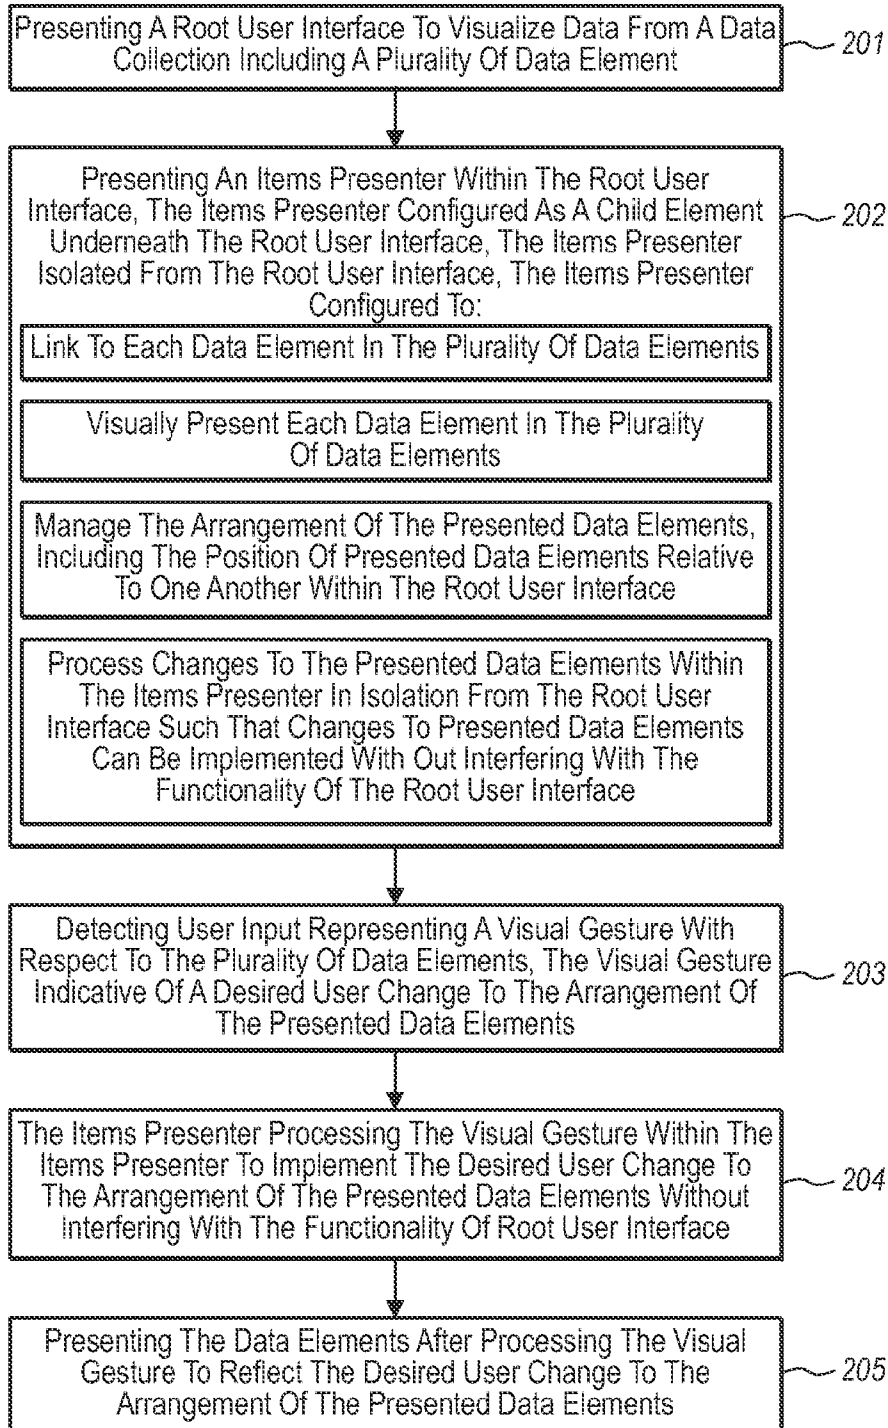 Presenting A Root User Interface To Visualize Data From A Data
Collection Including A Plurality Of Data Element
201
Presenting An Items Presenter Within The Root User
Interface, The Items Presenter Configured As A Child Element
Underneath The Root User Interface, The Items Presenter
Isolated From The Root User Interface, The Items Presenter
Configured To:
202
Link To Each Data Element In The Plurality Of Data Elements
Visually Present Each Data Element In The Plurality
Of Data Elements
Manage The Arrangement Of The Presented Data Elements,
Including The Position Of Presented Data Elements Relative
To One Another Within The Root User Interface
Process Changes To The Presented Data Elements Within
The Items Presenter In Isolation From The Root User
Interface Such That Changes To Presented Data Elements
Can Be Implemented With Out Interfering With The
Functionality Of The Root User Interface
Detecting User Input Representing A Visual Gesture With
Respect To The Plurality Of Data Elements, The Visual Gesture
Indicative Of A Desired User Change To The Arrangement Of
The Presented Data Elements
203
The Items Presenter Processing The Visual Gesture Within The
Items Presenter To Implement The Desired User Change To
The Arrangement Of The Presented Data Elements Without
Interfering With The Functionality Of Root User Interface
204
Presenting The Data Elements After Processing The Visual
Gesture To Reflect The Desired User Change To The
Arrangement Of The Presented Data Elements
205